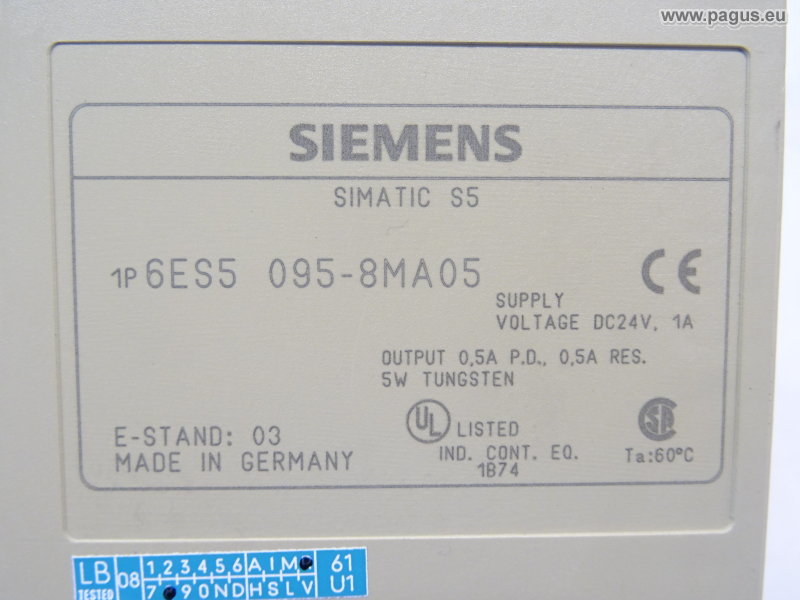 www.pagus.eu
SIEMENS
SIMATIC S5
1P 6ES5 095-8MA05
CE
SUPPLY
VOLTAGE DC24V, 1A
OUTPUT 0,5A P.D., 0,5A RES.
5W TUNGSTEN
E-STAND: 03
MADE IN GERMANY
UL LISTED
IND. CONT. EQ.
1B74
SA
Ta:60°C
LB 08 1 2 3 4 5 6 A I M 61
TESTED 7 9 0 N D H S L V U1